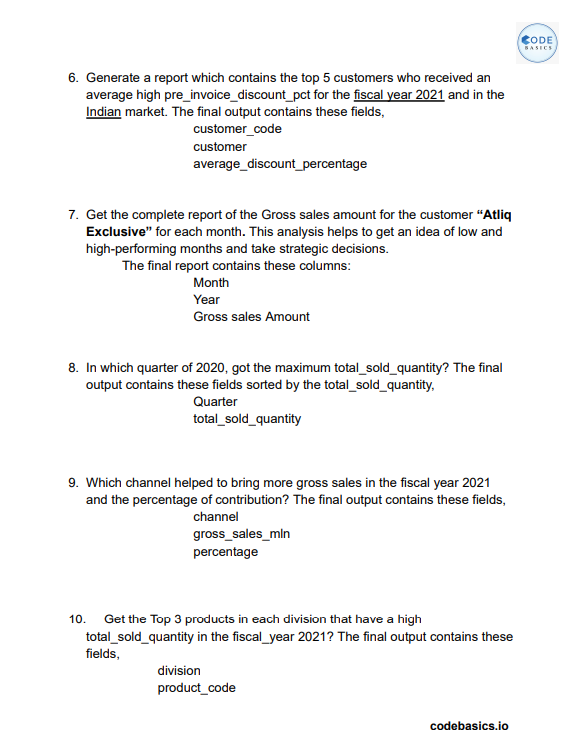 CODE
BASICS
6. Generate a report which contains the top 5 customers who received an
average high pre_invoice_discount_pct for the fiscal year 2021 and in the
Indian market. The final output contains these fields,
customer_code
customer
average_discount_percentage
7. Get the complete report of the Gross sales amount for the customer “Atliq
Exclusive” for each month. This analysis helps to get an idea of low and
high-performing months and take strategic decisions.
The final report contains these columns:
Month
Year
Gross sales Amount
8. In which quarter of 2020, got the maximum total_sold_quantity? The final
output contains these fields sorted by the total_sold_quantity,
Quarter
total_sold_quantity
9. Which channel helped to bring more gross sales in the fiscal year 2021
and the percentage of contribution? The final output contains these fields,
channel
gross_sales_mln
percentage
10. Get the Top 3 products in each division that have a high
total_sold_quantity in the fiscal_year 2021? The final output contains these
fields,
division
product_code
codebasics.io